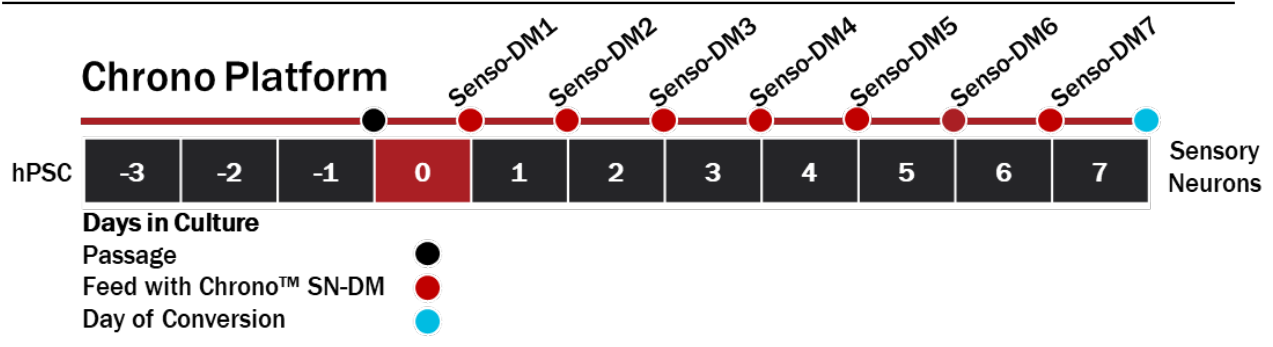 Chrono Platform
Senso-DM1
Senso-DM2
Senso-DM3
Senso-DM4
Senso-DM5
Senso-DM6
Senso-DM7
hPSC -3 -2 -1 0 1 2 3 4 5 6 7 Sensory
Neurons
Days in Culture
Passage
Feed with Chrono™ SN-DM
Day of Conversion